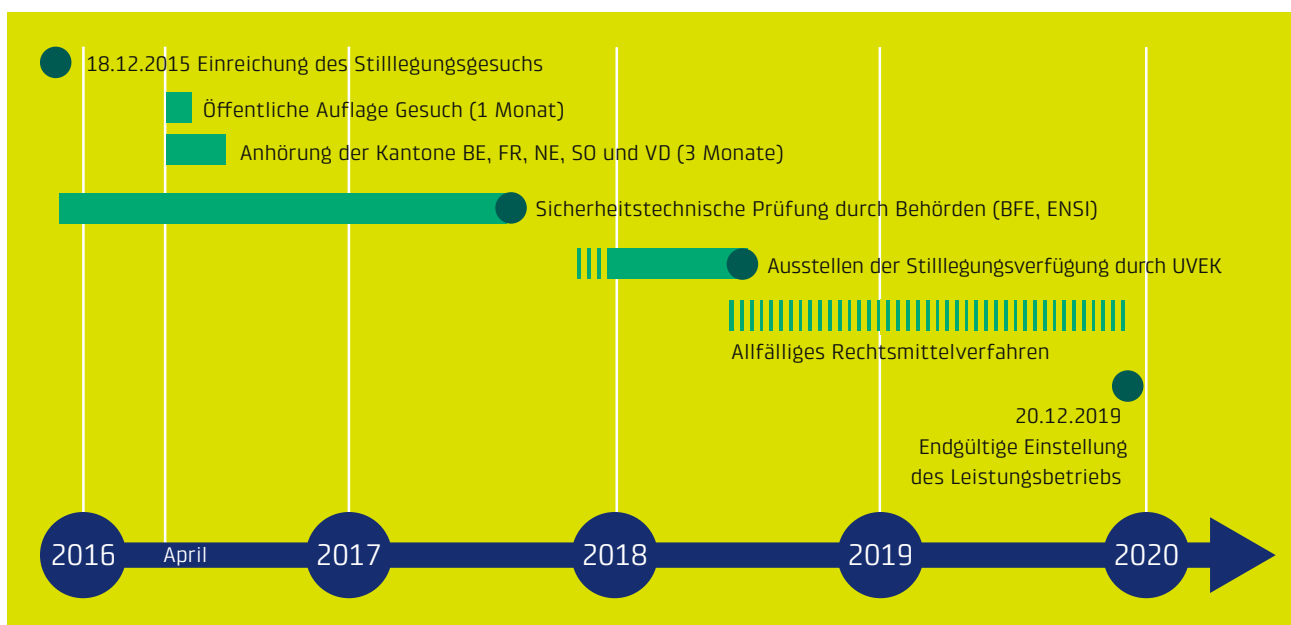 18.12.2015 Einreichung des Stilllegungsgesuchs
Öffentliche Auflage Gesuch (1 Monat)
Anhörung der Kantone BE, FR, NE, SO und VD (3 Monate)
Sicherheitstechnische Prüfung durch Behörden (BFE, ENSI)
Ausstellen der Stilllegungsverfügung durch UVEK
Allfälliges Rechtsmittelverfahren
20.12.2019
Endgültige Einstellung
des Leistungsbetriebs
2016 April 2017 2018 2019 2020